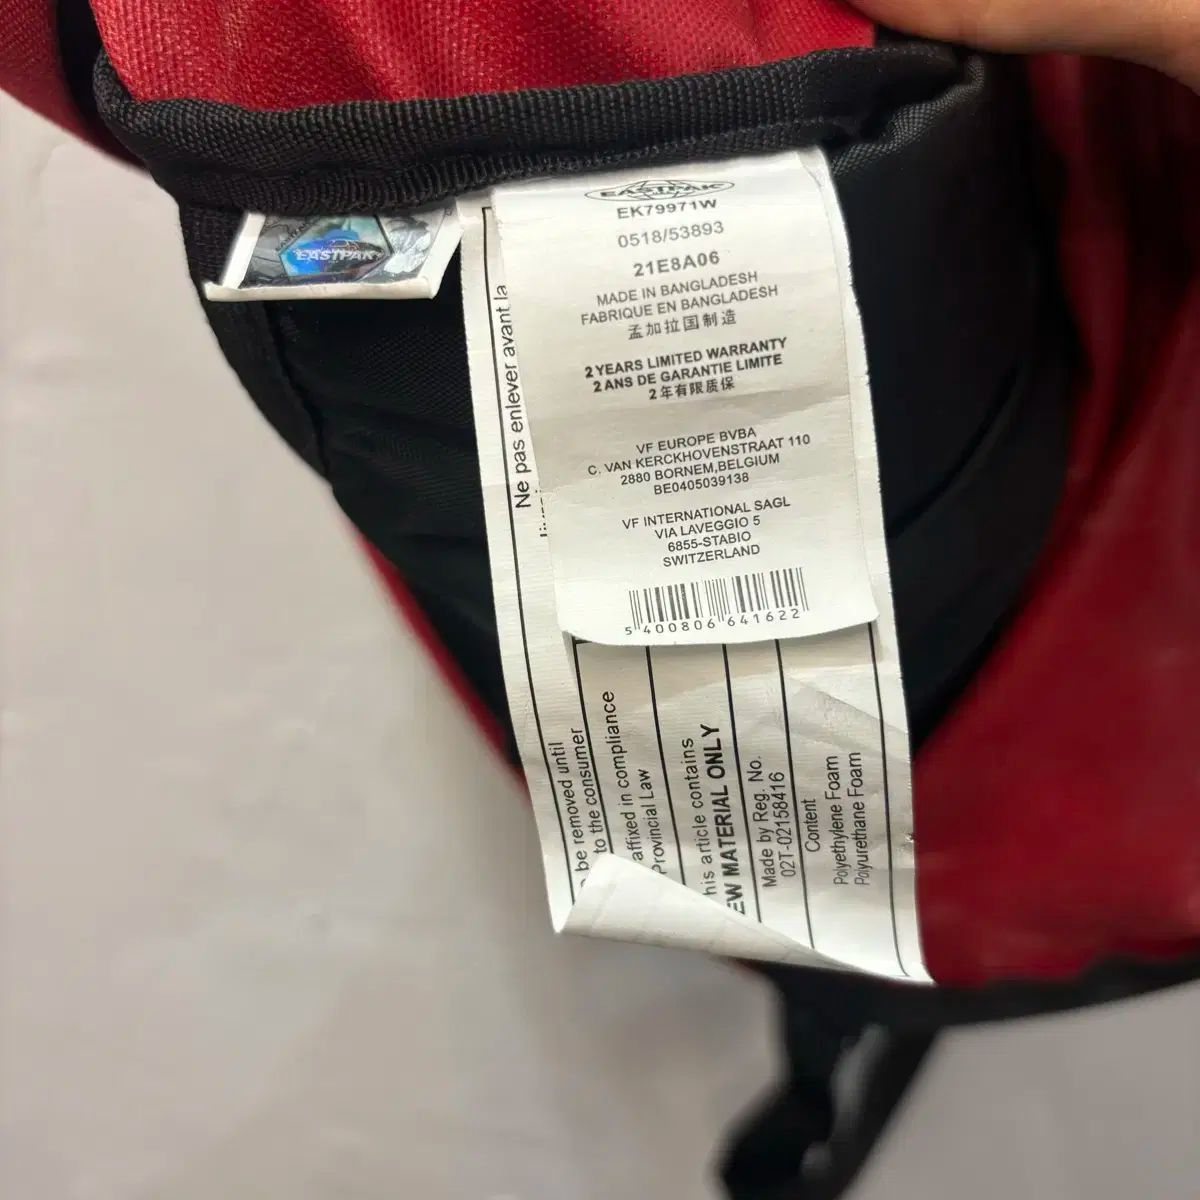 EASTPAK
EK79971W
0518/53893
21E8A06
MADE IN BANGLADESH
FABRIQUE EN BANGLADESH
孟加拉国制造
2 YEARS LIMITED WARRANTY
2 ANS DE GARANTIE LIMITE
2年有限质保
VF EUROPE BVBA
C. VAN KERCKHOVENSTRAAT 110
2880 BORNEM,BELGIUM
BE0405039138
VF INTERNATIONAL SAGL
VIA LAVEGGIO 5
6855-STABIO
SWITZERLAND
5 400806 641622
EASTPAK
Ne pas enlever avant la
be removed until
to the consumer
affixed in compliance
Provincial Law
his article contains
EW MATERIAL ONLY
Made by Reg. No.
02T-02158416
Content
Polyethylene Foam
Polyurethane Foam